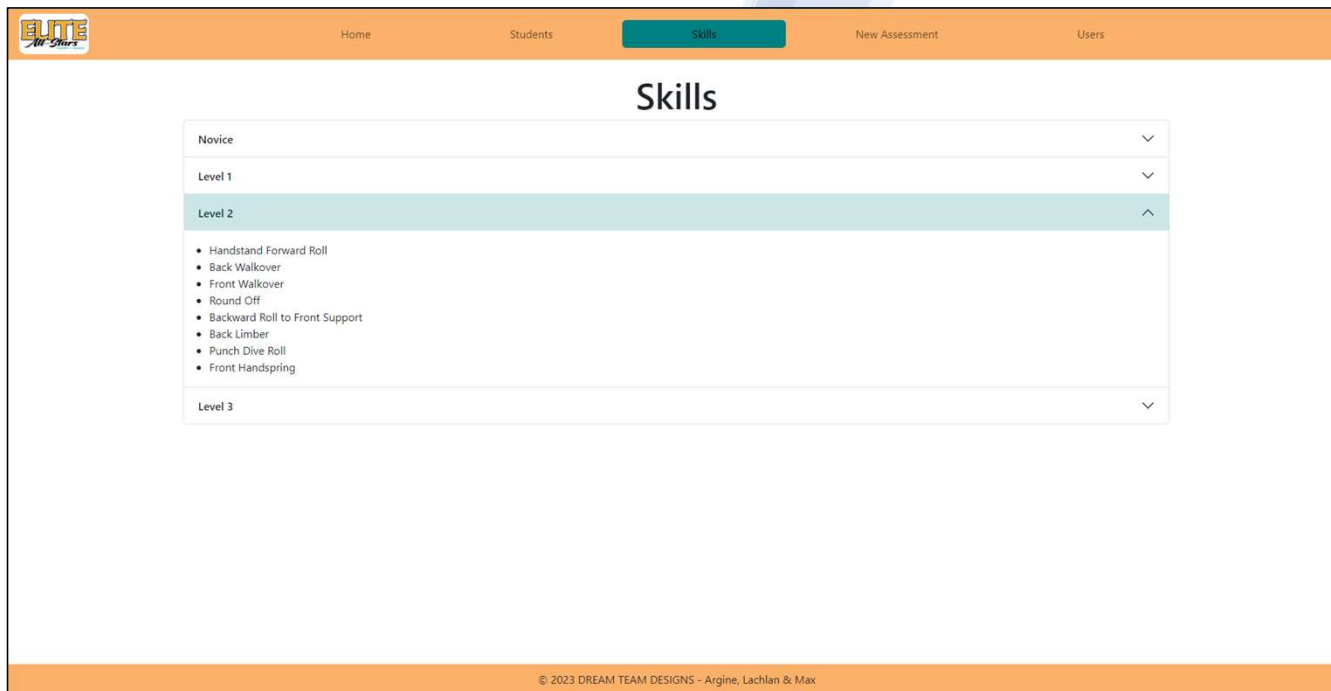 ELITE
All-Stars
Home
Students
Skills
New Assessment
Users
Skills
Novice
Level 1
Level 2
• Handstand Forward Roll
• Back Walkover
• Front Walkover
• Round Off
• Backward Roll to Front Support
• Back Limber
• Punch Dive Roll
• Front Handspring
Level 3
© 2023 DREAM TEAM DESIGNS - Argine, Lachlan & Max